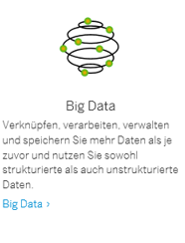 Big Data
Verknüpfen, verarbeiten, verwalten
und speichern Sie mehr Daten als je
zuvor und nutzen Sie sowohl
strukturierte als auch unstrukturierte
Daten.
Big Data ›